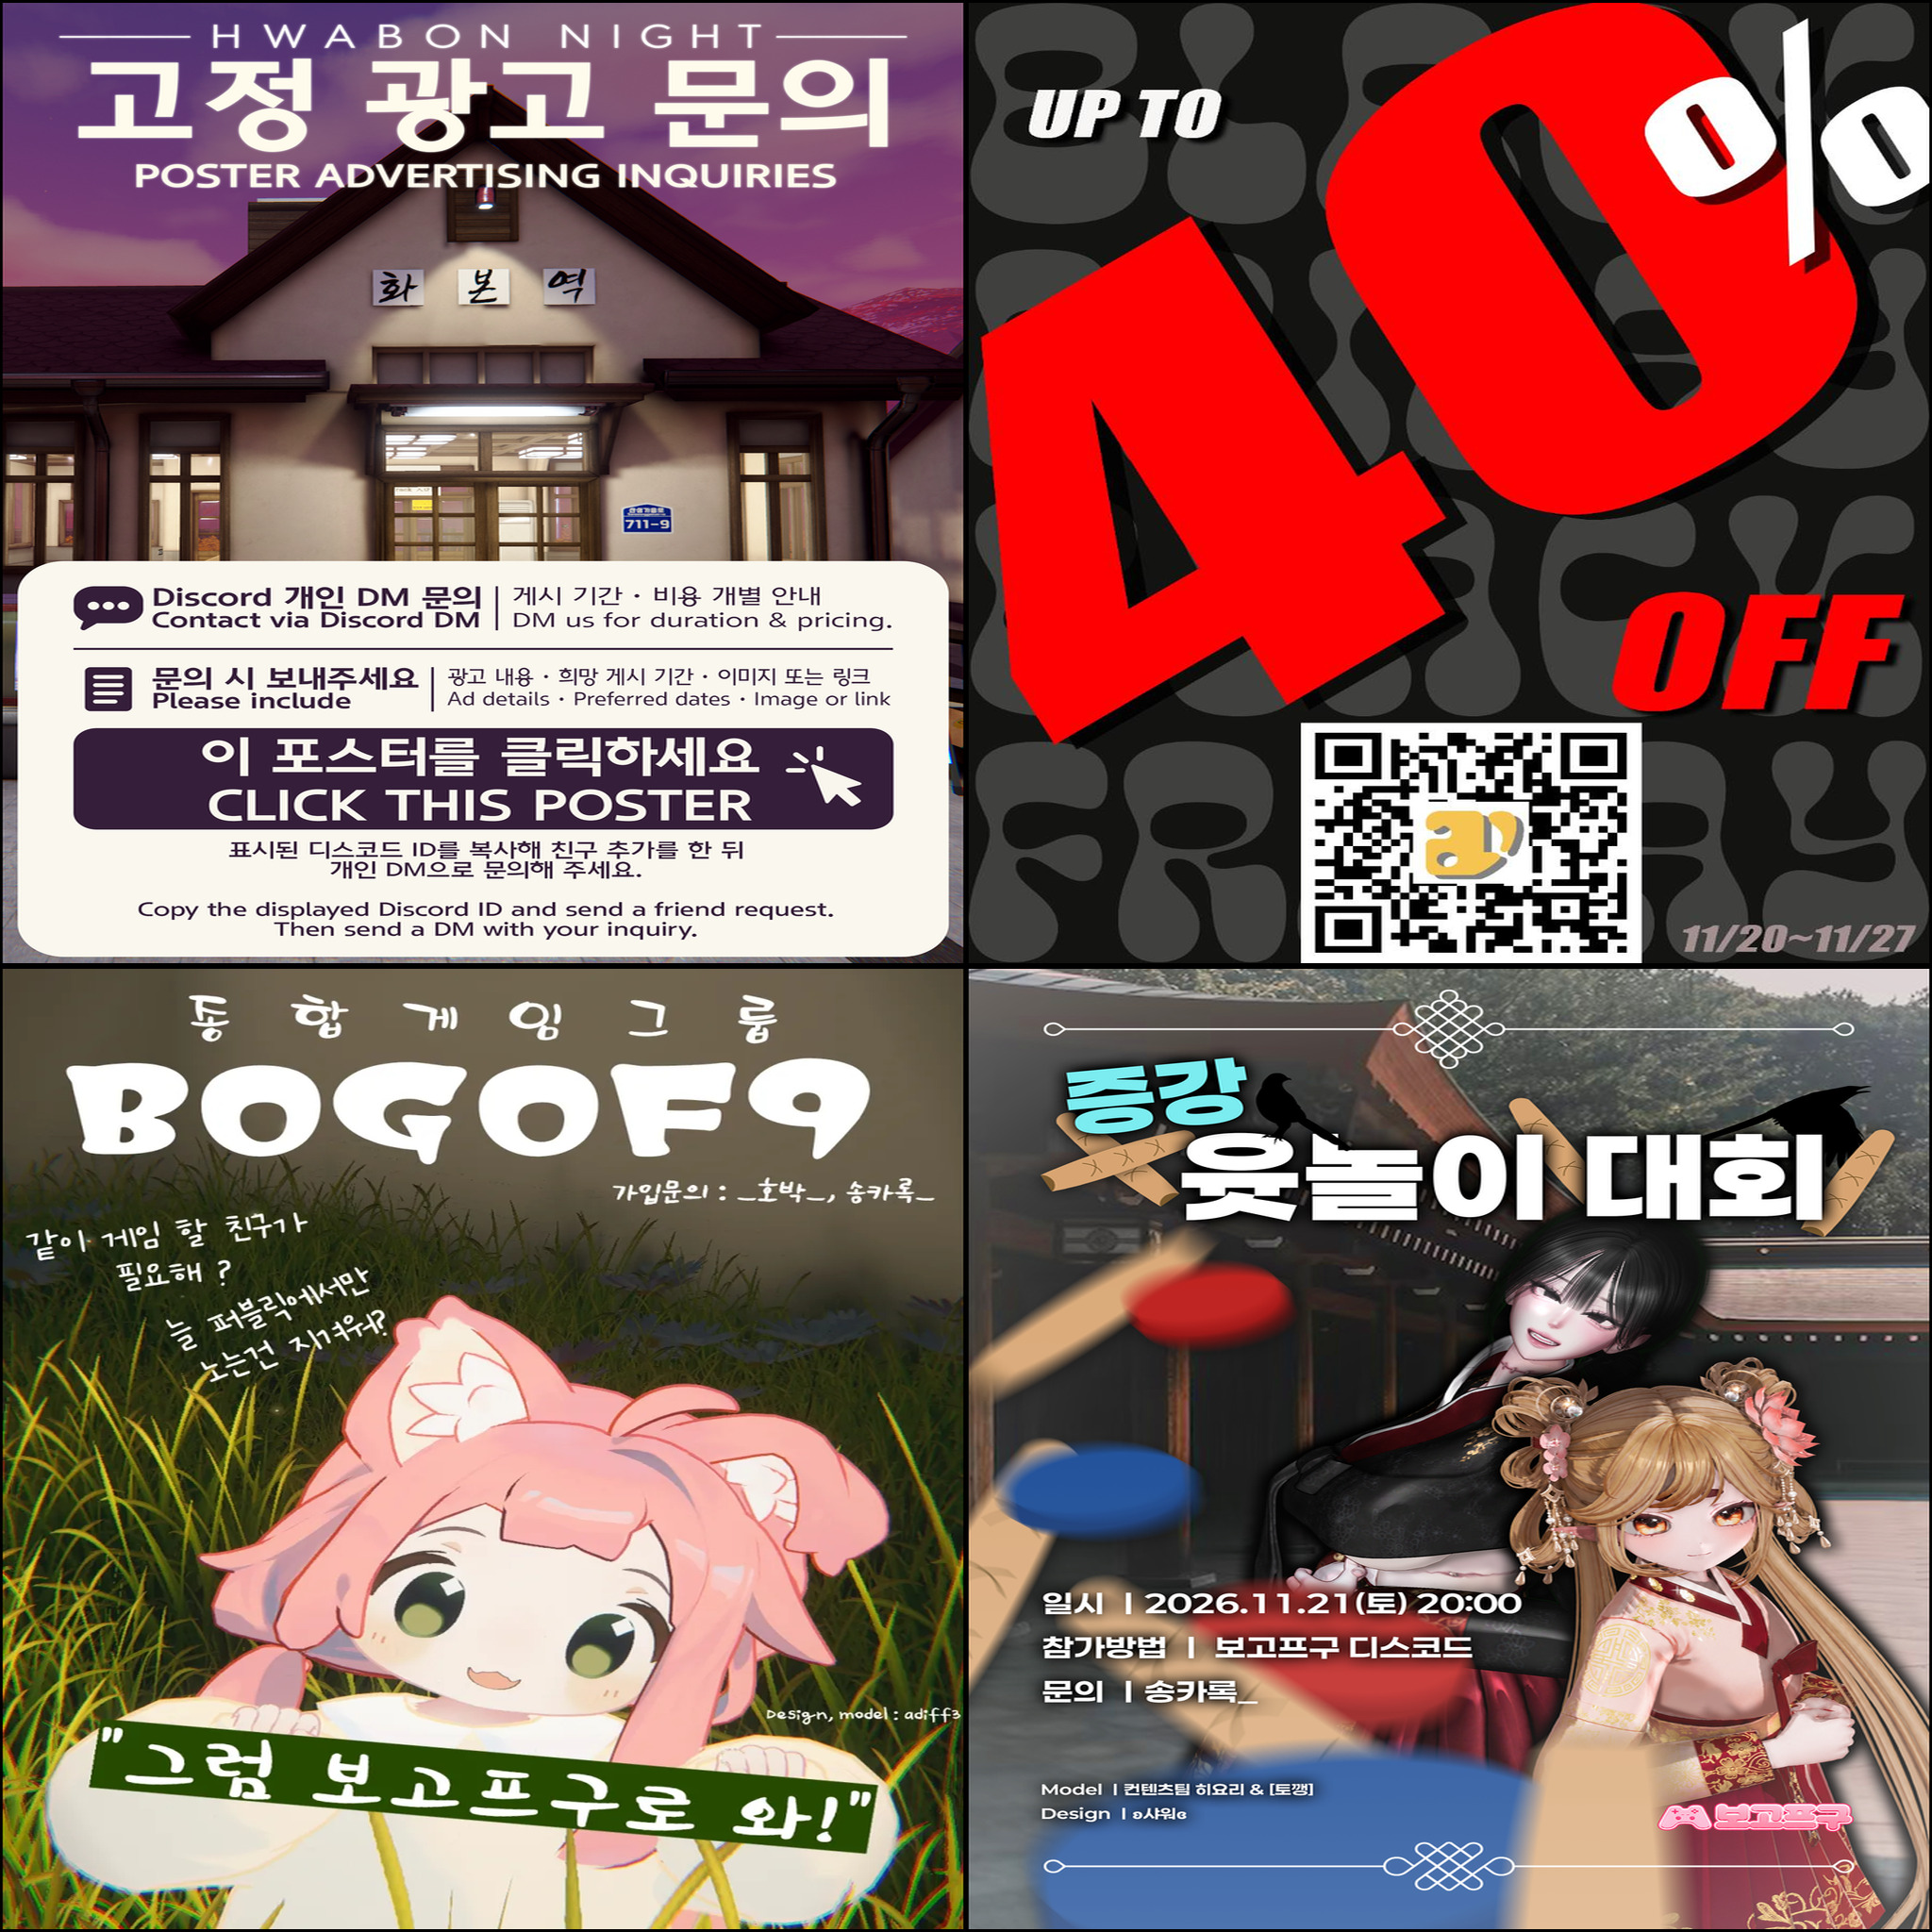 HWABON NIGHT
고정 광고 문의
POSTER ADVERTISING INQUIRIES
화 본 역
711-9
Discord 개인 DM 문의
Contact via Discord DM
게시 기간 · 비용 개별 안내
DM us for duration & pricing.
문의 시 보내주세요
Please include
광고 내용 · 희망 게시 기간 · 이미지 또는 링크
Ad details · Preferred dates · Image or link
이 포스터를 클릭하세요
CLICK THIS POSTER
표시된 디스코드 ID를 복사해 친구 추가를 한 뒤
개인 DM으로 문의해 주세요.
Copy the displayed Discord ID and send a friend request.
Then send a DM with your inquiry.
UP TO
40%
OFF
11/20~11/27
종합게임그룹
BOGOF9
가입문의 : _호박_, 송카록_
같이 게임 할 친구가
필요해 ?
늘 퍼블릭에서만
노는건 지겨워?
Design, model : adiff3
"그럼 보고프구로 와!"
증강
윷놀이 대회
일시 | 2026.11.21(토) 20:00
참가방법 | 보고프구 디스코드
문의 | 송카록_
Model | 컨텐츠팀 히요리 & [토깽]
Design | ʚ샤워ɞ
보고프구